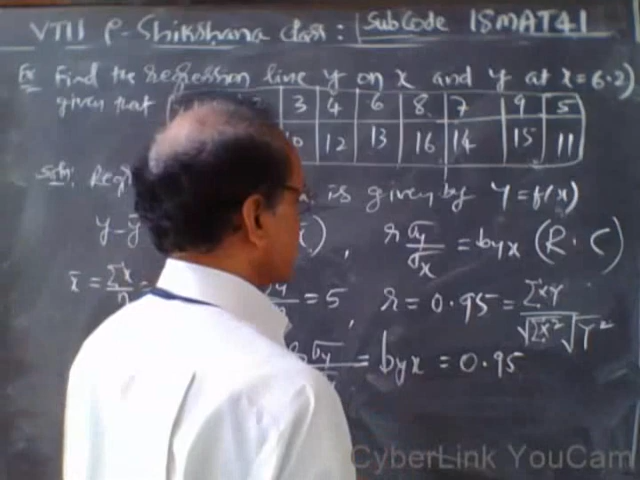 VTU e-Shikshana class: SubCode 15MAT41
Ex Find the regression line y on x and y at x=6.2)
given that 3 4 6 8 7 9 5
10 12 13 16 14 15 11
Soln: Reg is given by Y=f(x)
y-ȳ ), r σy/σx = byx (R.C)
x̄ = Σx/n = = 5, r = 0.95 = ΣXY/√ΣX² √Y²
σy = byx = 0.95
CyberLink YouCam